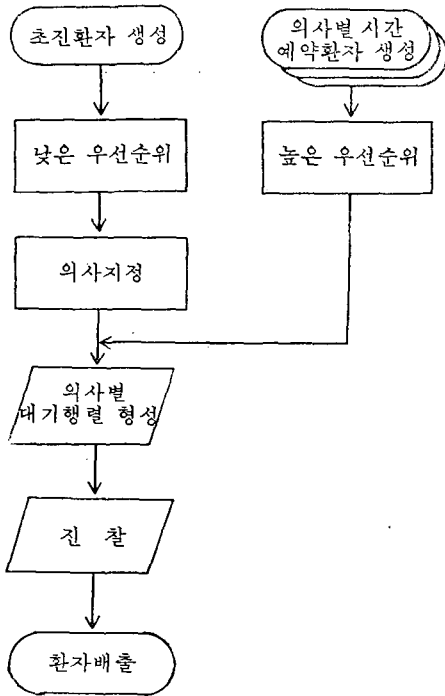 초진환자 생성
의사별 시간
예약환자 생성
낮은 우선순위
높은 우선순위
의사지정
의사별
대기행렬 형성
진 찰
환자배출